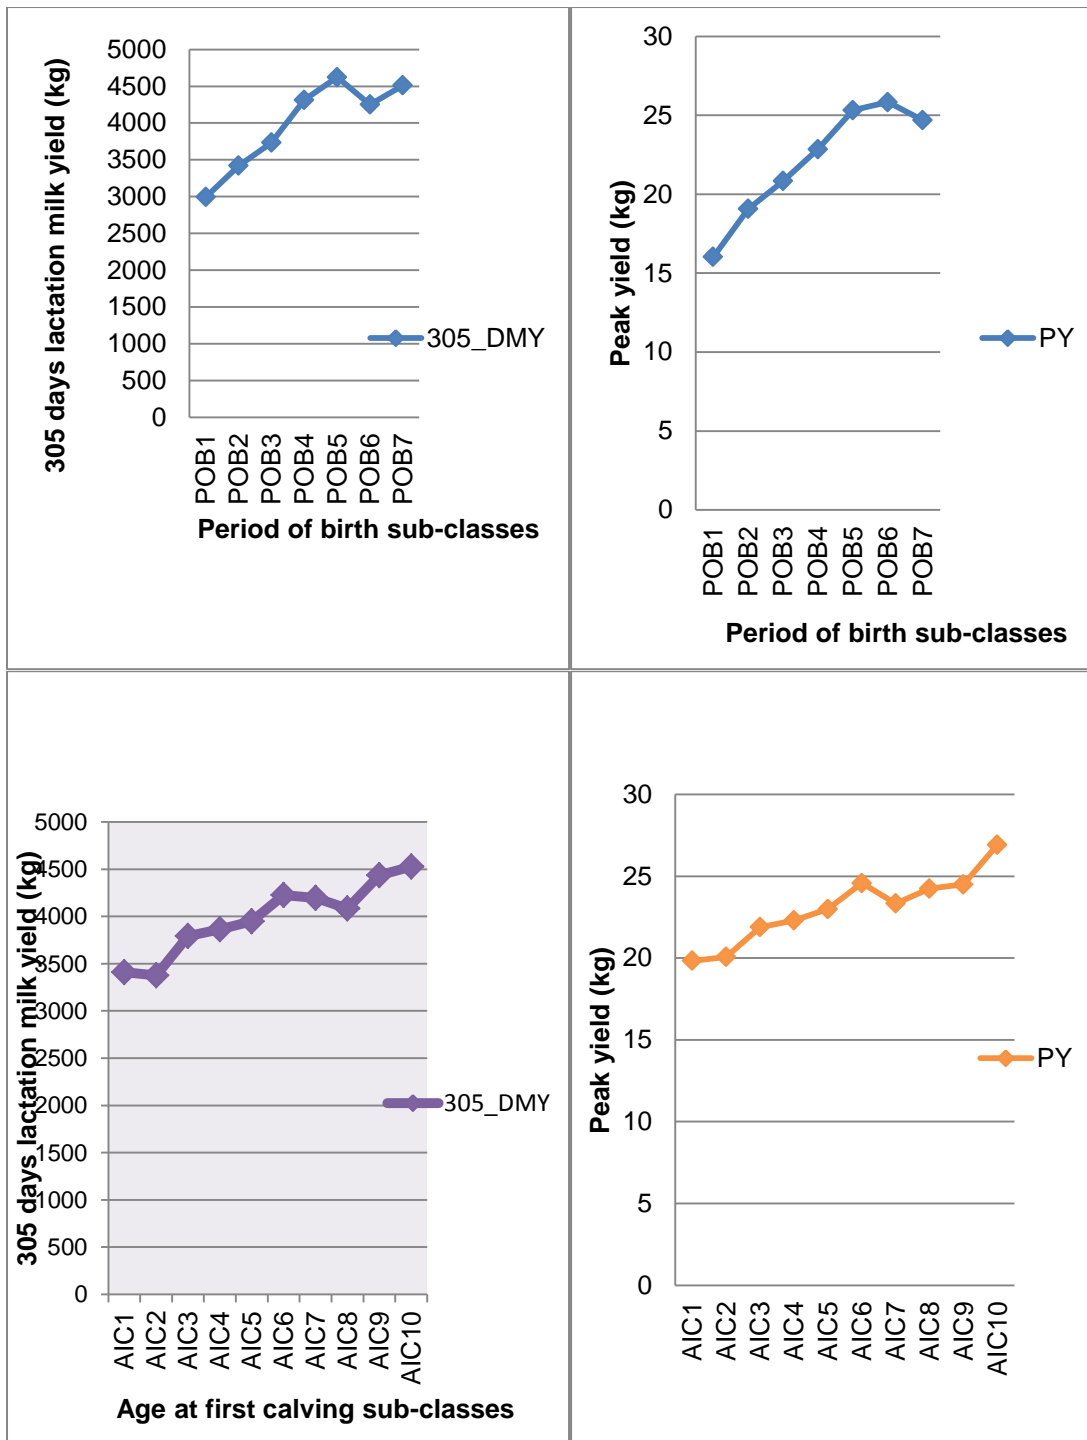 305 days lactation milk yield (kg)
5000
4500
4000
3500
3000
2500
2000
1500
1000
500
0
POB1
POB2
POB3
POB4
POB5
POB6
POB7
Period of birth sub-classes
305_DMY
Peak yield (kg)
30
25
20
15
10
5
0
POB1
POB2
POB3
POB4
POB5
POB6
POB7
Period of birth sub-classes
PY
305 days lactation milk yield (kg)
5000
4500
4000
3500
3000
2500
2000
1500
1000
500
0
AIC1
AIC2
AIC3
AIC4
AIC5
AIC6
AIC7
AIC8
AIC9
AIC10
Age at first calving sub-classes
305_DMY
Peak yield (kg)
30
25
20
15
10
5
0
AIC1
AIC2
AIC3
AIC4
AIC5
AIC6
AIC7
AIC8
AIC9
AIC10
PY